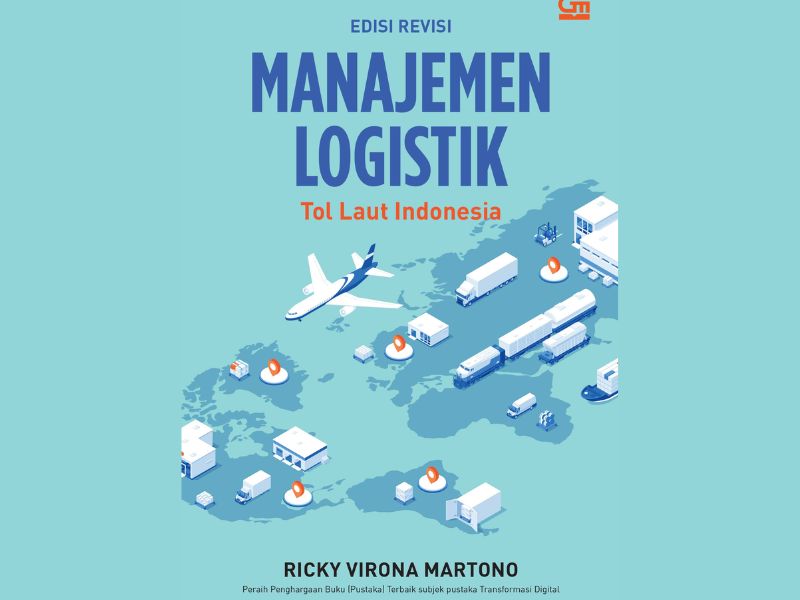 Gm
EDISI REVISI
MANAJEMEN
LOGISTIK
Tol Laut Indonesia
RICKY VIRONA MARTONO
Peraih Penghargaan Buku (Pustaka) Terbaik subjek pustaka Transformasi Digital